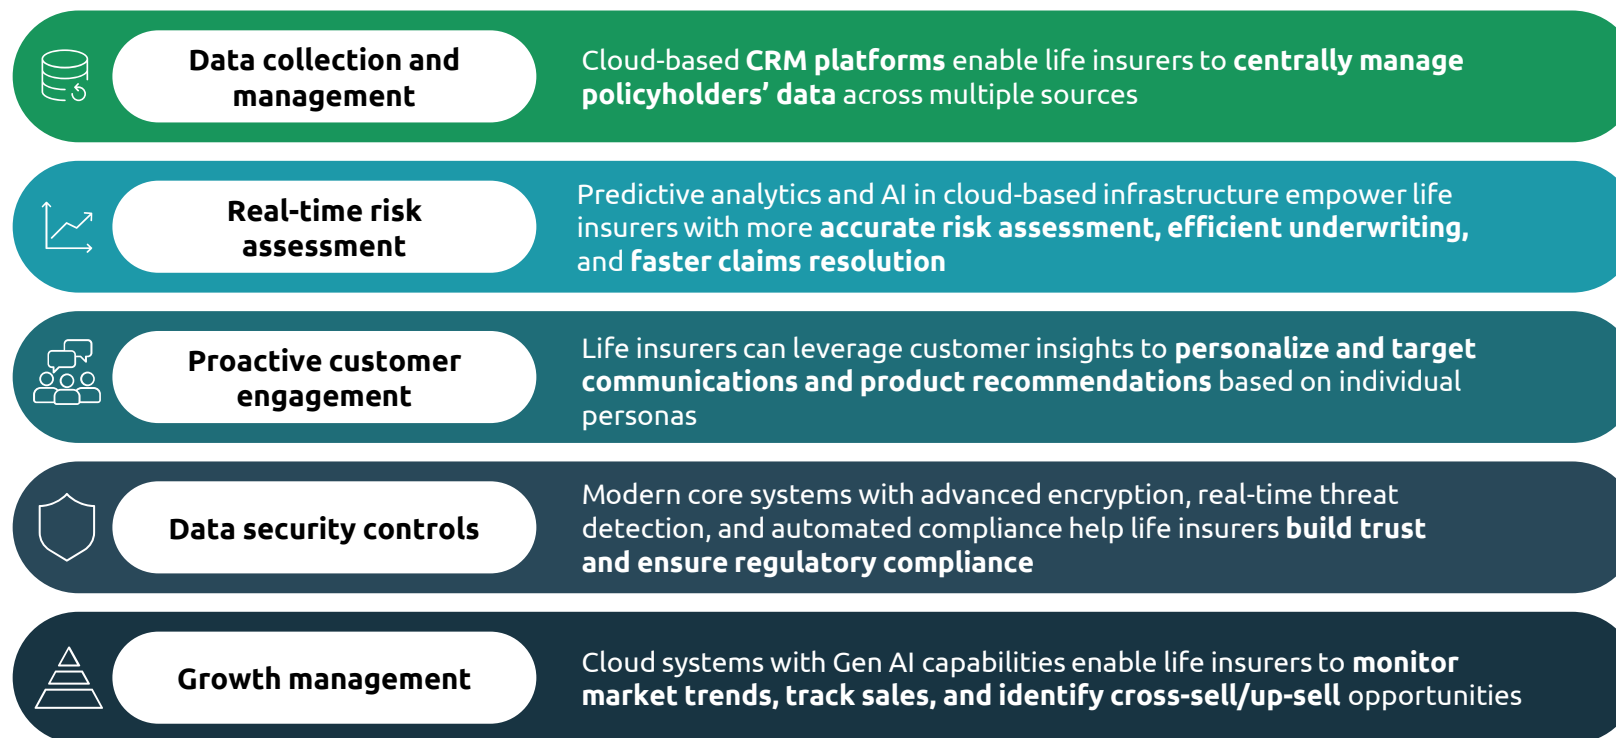 Data collection and
management
Cloud-based CRM platforms enable life insurers to centrally manage
policyholders’ data across multiple sources
Real-time risk
assessment
Predictive analytics and AI in cloud-based infrastructure empower life
insurers with more accurate risk assessment, efficient underwriting,
and faster claims resolution
Proactive customer
engagement
Life insurers can leverage customer insights to personalize and target
communications and product recommendations based on individual
personas
Data security controls
Modern core systems with advanced encryption, real-time threat
detection, and automated compliance help life insurers build trust
and ensure regulatory compliance
Growth management
Cloud systems with Gen AI capabilities enable life insurers to monitor
market trends, track sales, and identify cross-sell/up-sell opportunities